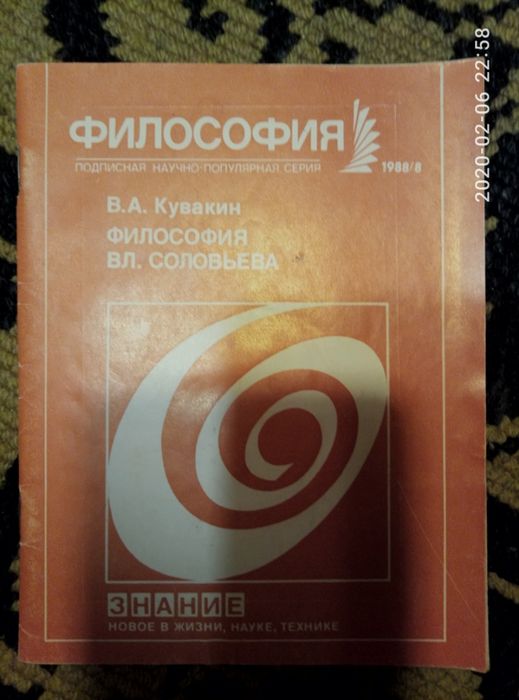 ФИЛОСОФИЯ
ПОДПИСНАЯ НАУЧНО-ПОПУЛЯРНАЯ СЕРИЯ
1988/8
В.А. Кувакин
ФИЛОСОФИЯ
ВЛ. СОЛОВЬЕВА
ЗНАНИЕ
НОВОЕ В ЖИЗНИ, НАУКЕ, ТЕХНИКЕ
2020-02-06 22:58